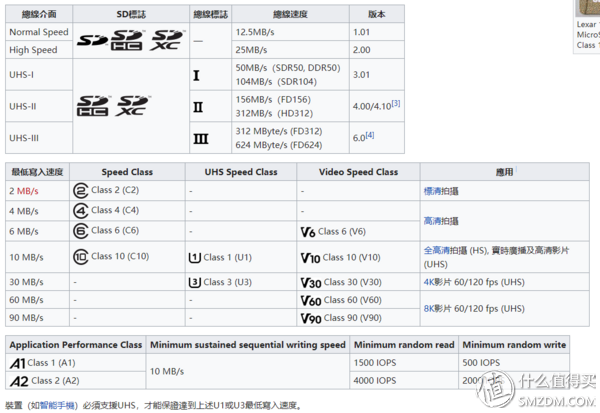 總線介面 SD標誌 總線標誌 總線速度 版本
Normal Speed SD SDHC SDXC — 12.5MB/s 1.01
High Speed 25MB/s 2.00
UHS-I SDHC SDXC I 50MB/s（SDR50, DDR50） 3.01
104MB/s（SDR104）
UHS-II II 156MB/s（FD156） 4.00/4.10[3]
312MB/s（HD312）
UHS-III III 312 MByte/s (FD312) 6.0[4]
624 MByte/s (FD624)
Lexar 1
Micro
Class 1
最低寫入速度 Speed Class UHS Speed Class Video Speed Class 應用
2 MB/s 2 Class 2 (C2) - - 標清拍攝
4 MB/s 4 Class 4 (C4) - - 高清拍攝
6 MB/s 6 Class 6 (C6) - V6 Class 6 (V6)
10 MB/s 10 Class 10 (C10) 1 Class 1 (U1) V10 Class 10 (V10) 全高清拍攝 (HS), 實時廣播及高清影片
(UHS)
30 MB/s - 3 Class 3 (U3) V30 Class 30 (V30) 4K影片 60/120 fps (UHS)
60 MB/s - - V60 Class 60 (V60) 8K影片 60/120 fps (UHS)
90 MB/s - - V90 Class 90 (V90)
Application Performance Class Minimum sustained sequential writing speed Minimum random read Minimum random write
A1 Class 1 (A1) 10 MB/s 1500 IOPS 500 IOPS
A2 Class 2 (A2) 4000 IOPS 2000
裝置（如智能手機）必須支援UHS，才能保證達到上述U1或U3最低寫入速度。
值 什么值得买
SMZDM.COM